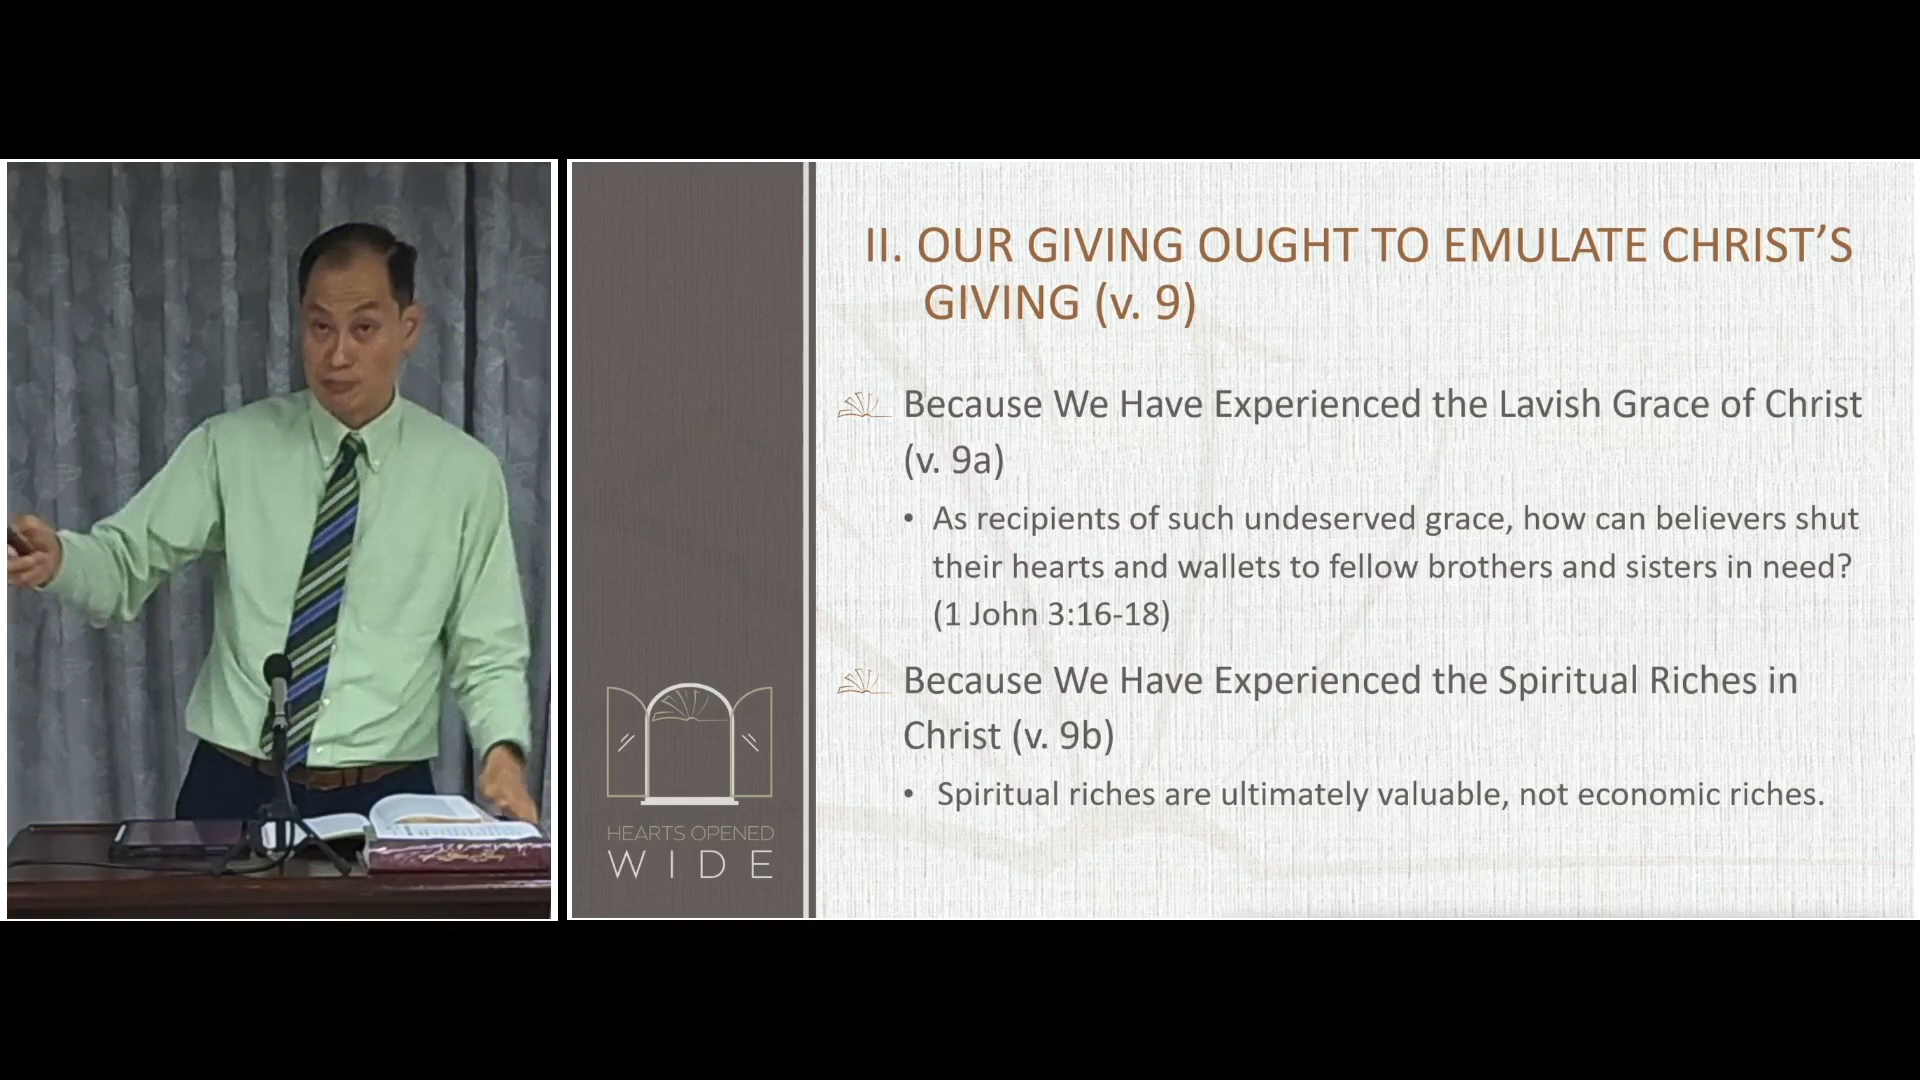 II. OUR GIVING OUGHT TO EMULATE CHRIST’S
GIVING (v. 9)
Because We Have Experienced the Lavish Grace of Christ
(v. 9a)
• As recipients of such undeserved grace, how can believers shut
their hearts and wallets to fellow brothers and sisters in need?
(1 John 3:16-18)
Because We Have Experienced the Spiritual Riches in
Christ (v. 9b)
• Spiritual riches are ultimately valuable, not economic riches.
HEARTS OPENED
WIDE